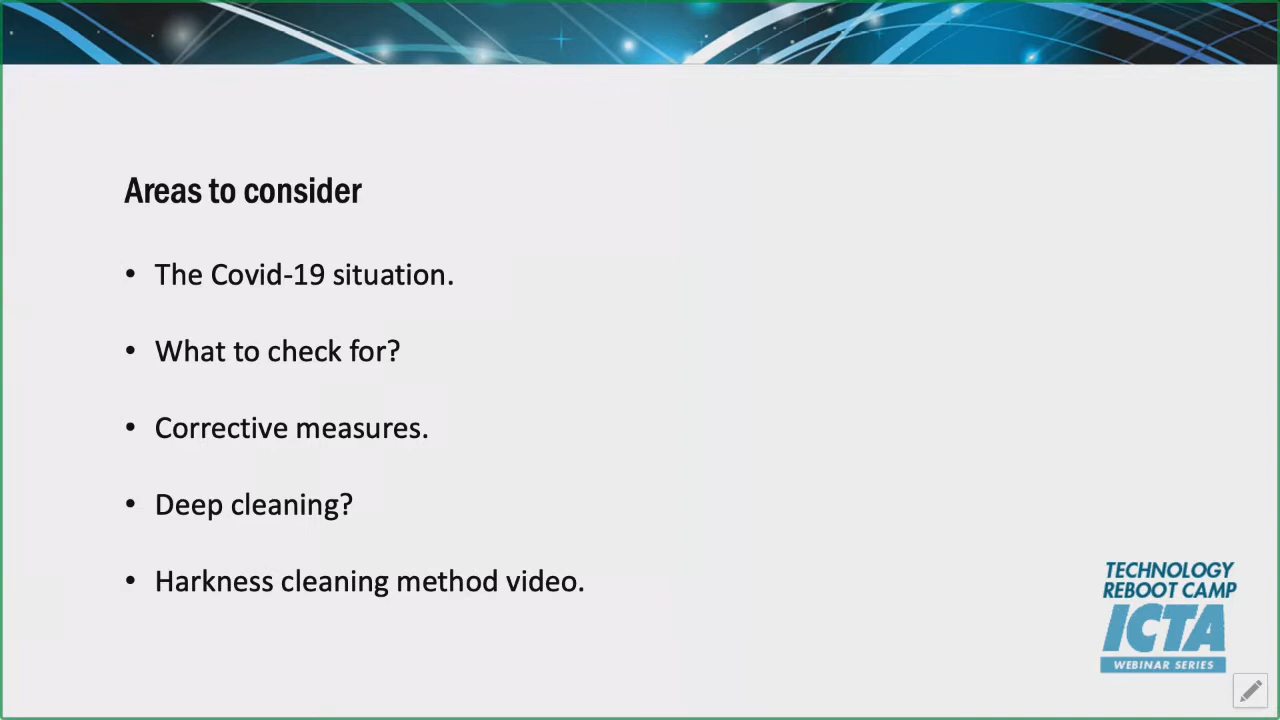 Areas to consider
• The Covid-19 situation.
• What to check for?
• Corrective measures.
• Deep cleaning?
• Harkness cleaning method video.
TECHNOLOGY
REBOOT CAMP
ICTA
WEBINAR SERIES